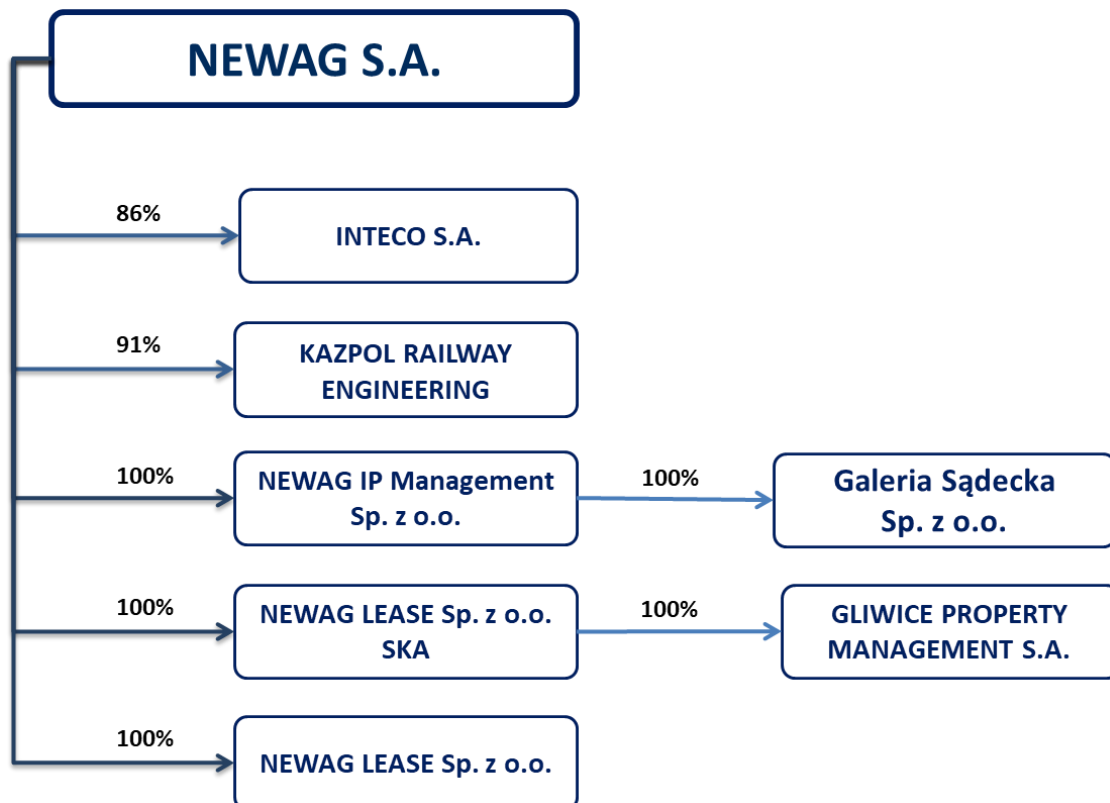 NEWAG S.A.
86%
INTECO S.A.
91%
KAZPOL RAILWAY
ENGINEERING
100%
NEWAG IP Management
Sp. z o.o.
100%
Galeria Sądecka
Sp. z o.o.
100%
NEWAG LEASE Sp. z o.o.
SKA
100%
GLIWICE PROPERTY
MANAGEMENT S.A.
100%
NEWAG LEASE Sp. z o.o.